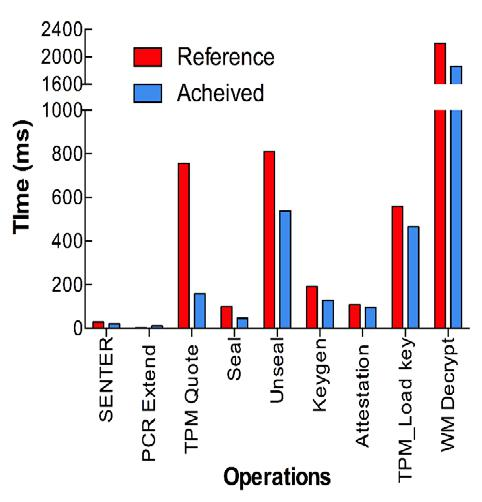 2400
2000
1600
1000
800
600
400
200
0
TIme (ms)
Reference
Acheived
SENTER
PCR Extend
TPM Quote
Seal
Unseal
Keygen
Attestation
TPM_Load key
WM Decrypt
Operations